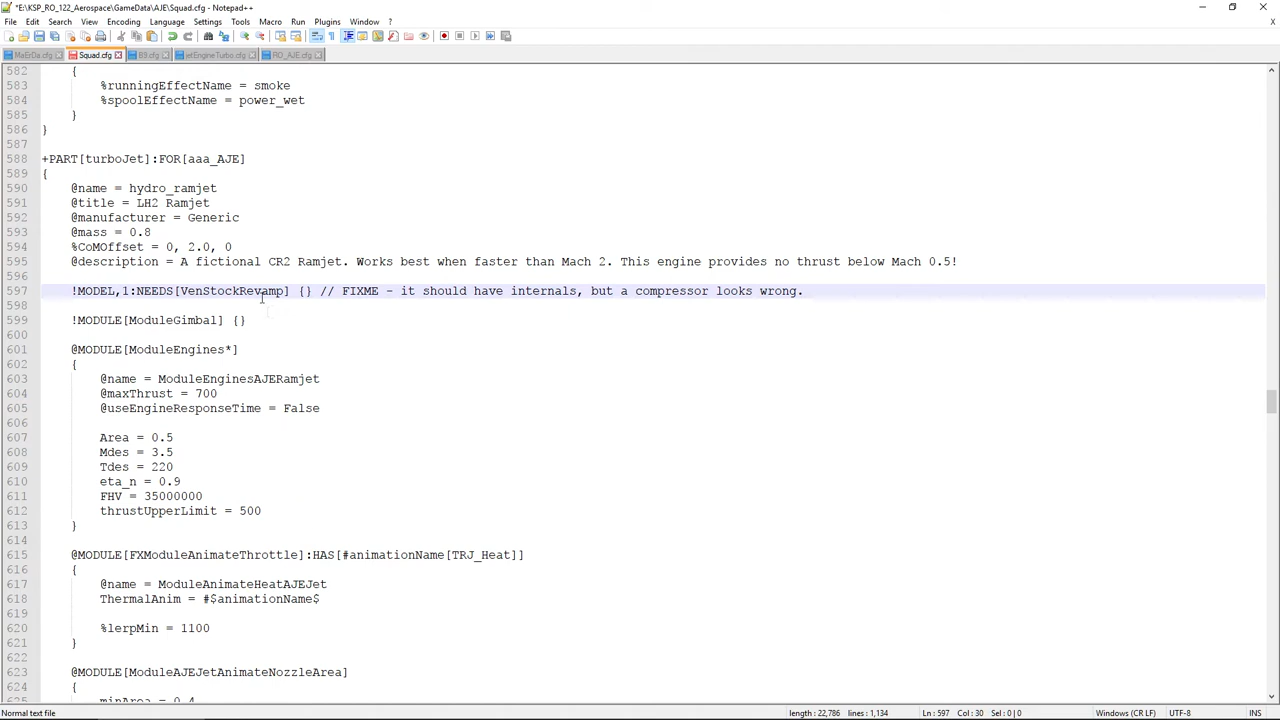 *E:\KSP_RO_122_Aerospace\GameData\AJE\Squad.cfg - Notepad++
File Edit Search View Encoding Language Settings Tools Macro Run Plugins Window ?
MaErDa.cfg Squad.cfg B9.cfg jetEngineTurbo.cfg RO_AJE.cfg
582 {
583 %runningEffectName = smoke
584 %spoolEffectName = power_wet
585 }
586 }
587
588 +PART[turboJet]:FOR[aaa_AJE]
589 {
590 @name = hydro_ramjet
591 @title = LH2 Ramjet
592 @manufacturer = Generic
593 @mass = 0.8
594 %CoMOffset = 0, 2.0, 0
595 @description = A fictional CR2 Ramjet. Works best when faster than Mach 2. This engine provides no thrust below Mach 0.5!
596
597 !MODEL,1:NEEDS[VenStockRevamp] {} // FIXME - it should have internals, but a compressor looks wrong.
598
599 !MODULE[ModuleGimbal] {}
600
601 @MODULE[ModuleEngines*]
602 {
603 @name = ModuleEnginesAJERamjet
604 @maxThrust = 700
605 @useEngineResponseTime = False
606
607 Area = 0.5
608 Mdes = 3.5
609 Tdes = 220
610 eta_n = 0.9
611 FHV = 35000000
612 thrustUpperLimit = 500
613 }
614
615 @MODULE[FXModuleAnimateThrottle]:HAS[#animationName[TRJ_Heat]]
616 {
617 @name = ModuleAnimateHeatAJEJet
618 ThermalAnim = #$animationName$
619
620 %lerpMin = 1100
621 }
622
623 @MODULE[ModuleAJEJetAnimateNozzleArea]
624 {
625 minArea = 0.4
Normal text file length : 22,786 lines : 1,134 Ln : 597 Col : 30 Sel : 0 | 0 Windows (CR LF) UTF-8 INS